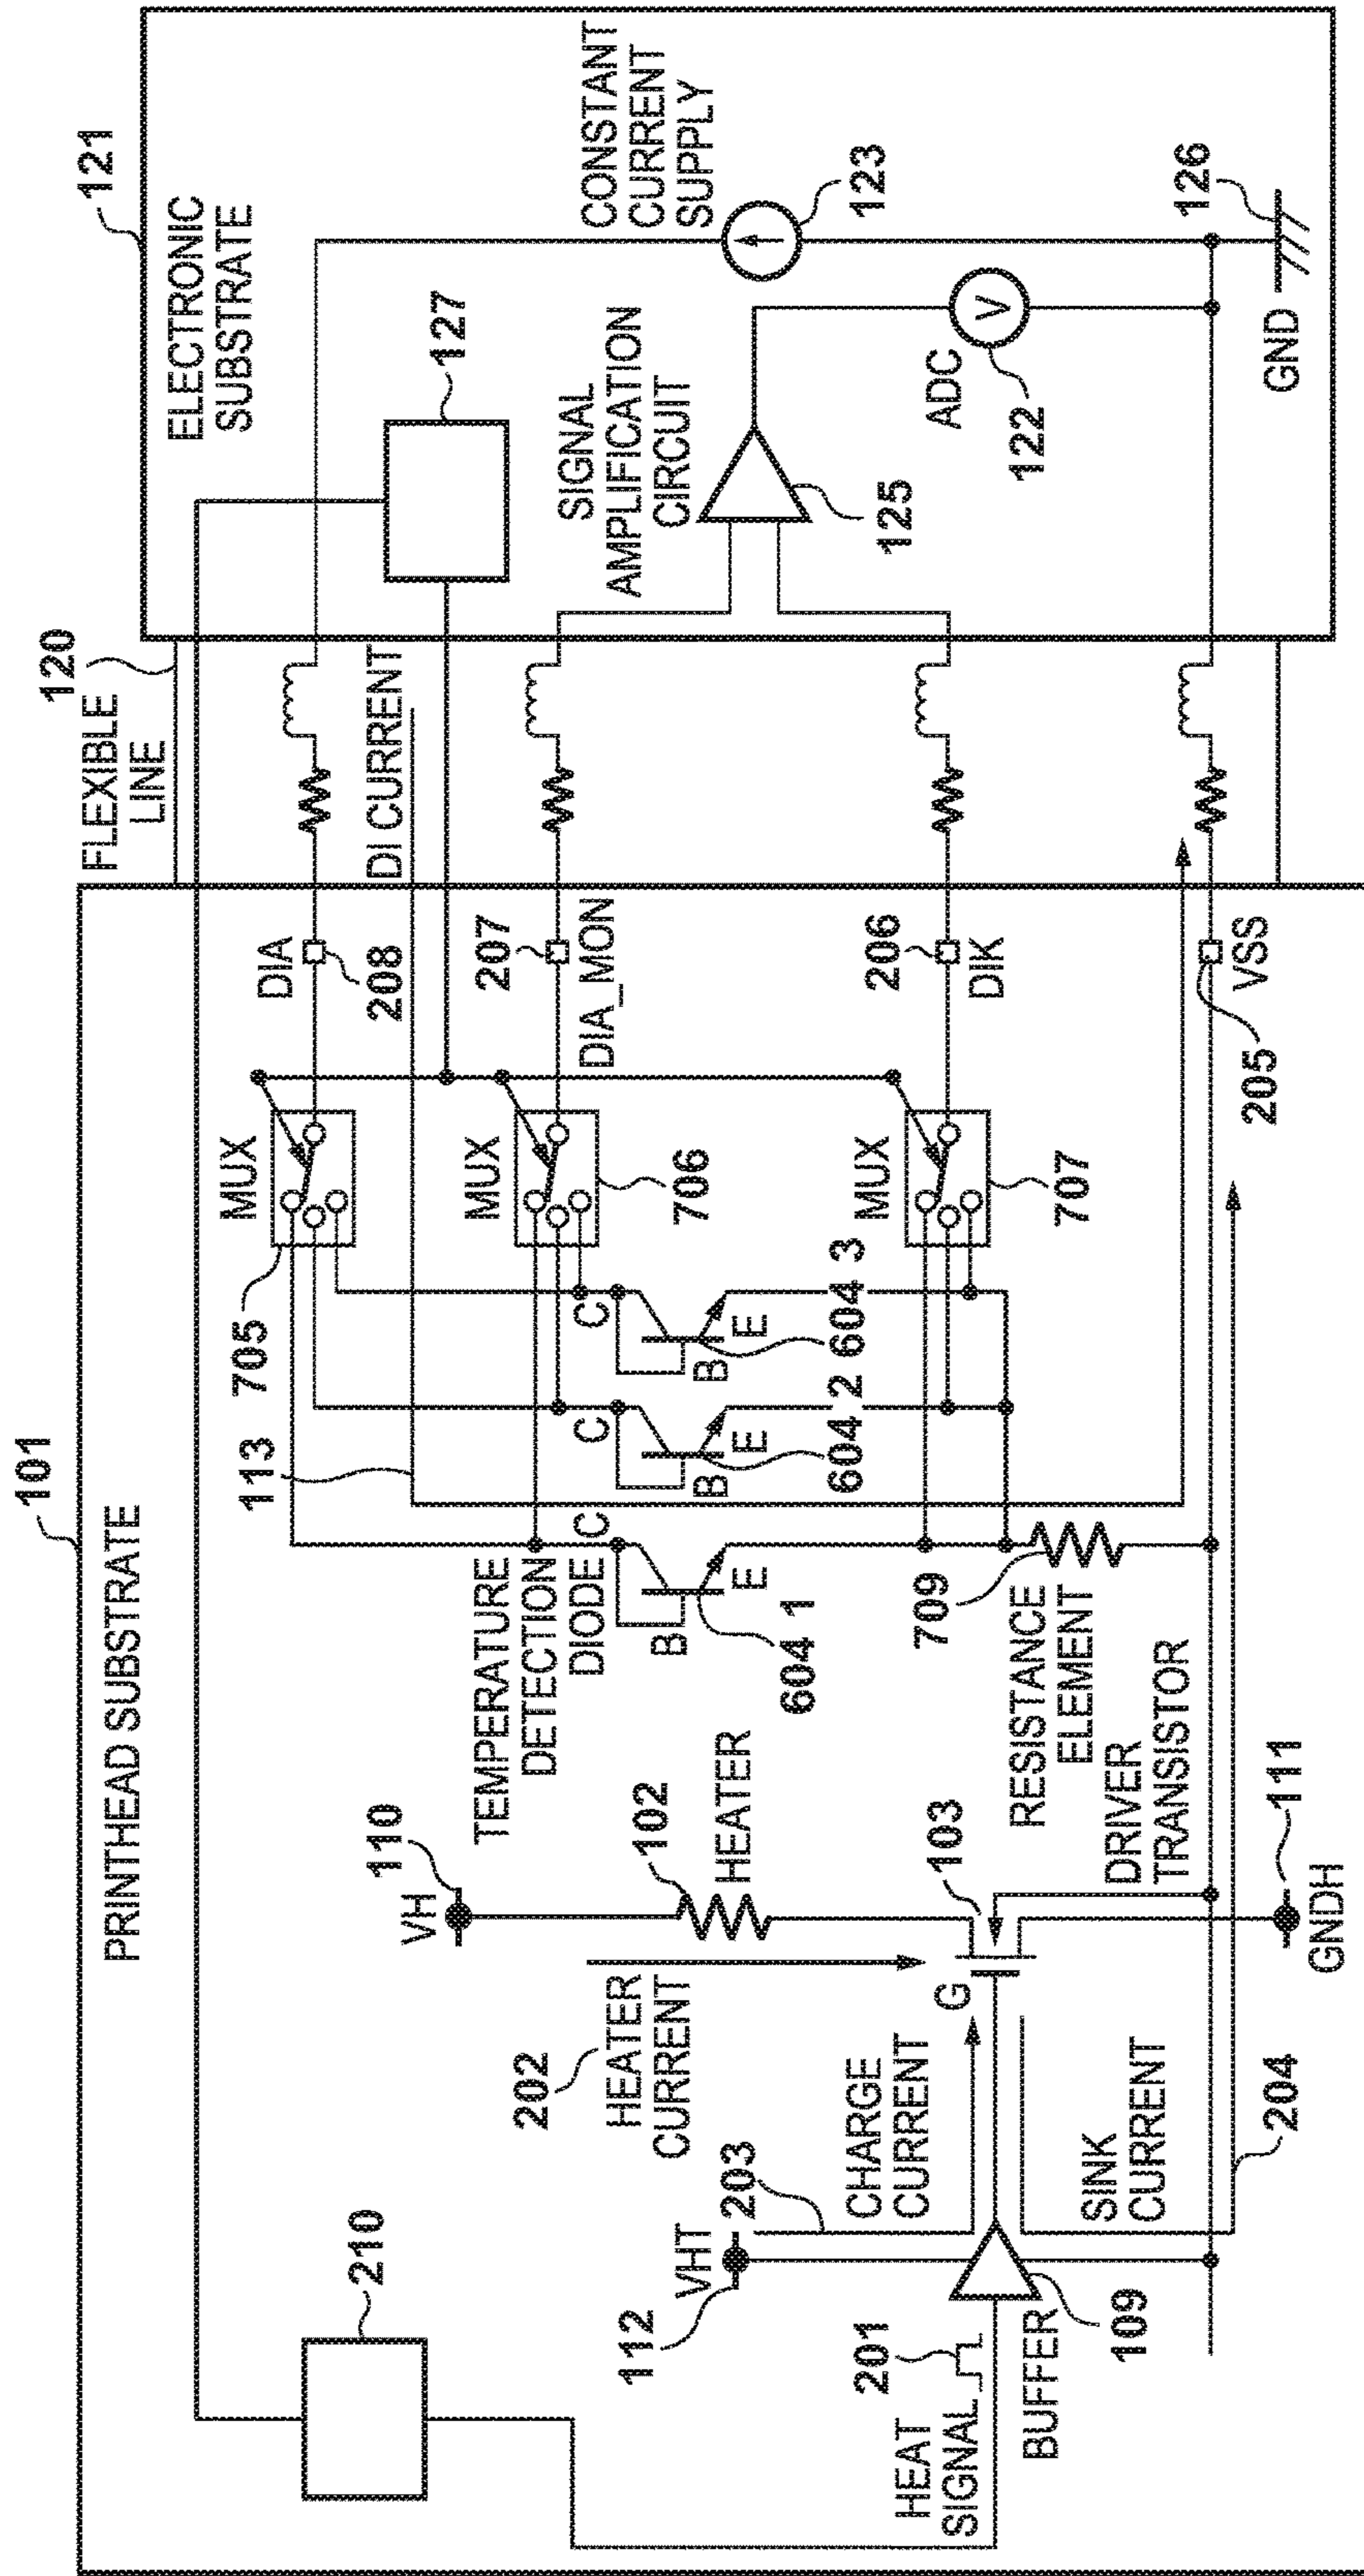 101
PRINTHEAD SUBSTRATE
120
FLEXIBLE
LINE
121
ELECTRONIC
SUBSTRATE
210
127
DI CURRENT
113
705
MUX
DIA
208
CONSTANT
CURRENT
SUPPLY
123
VH
110
202
HEATER
CURRENT
102
HEATER
TEMPERATURE
DETECTION
DIODE
C
B
E
604 1
C
B
E
604 2
C
B
E
604 3
MUX
706
207
DIA_MON
SIGNAL
AMPLIFICATION
CIRCUIT
125
VHT
112
203
CHARGE
CURRENT
G
103
201
HEAT
SIGNAL
BUFFER
109
709
RESISTANCE
ELEMENT
DRIVER
TRANSISTOR
MUX
707
206
DIK
V
ADC
122
SINK
CURRENT
204
GNDH
111
205
VSS
GND
126